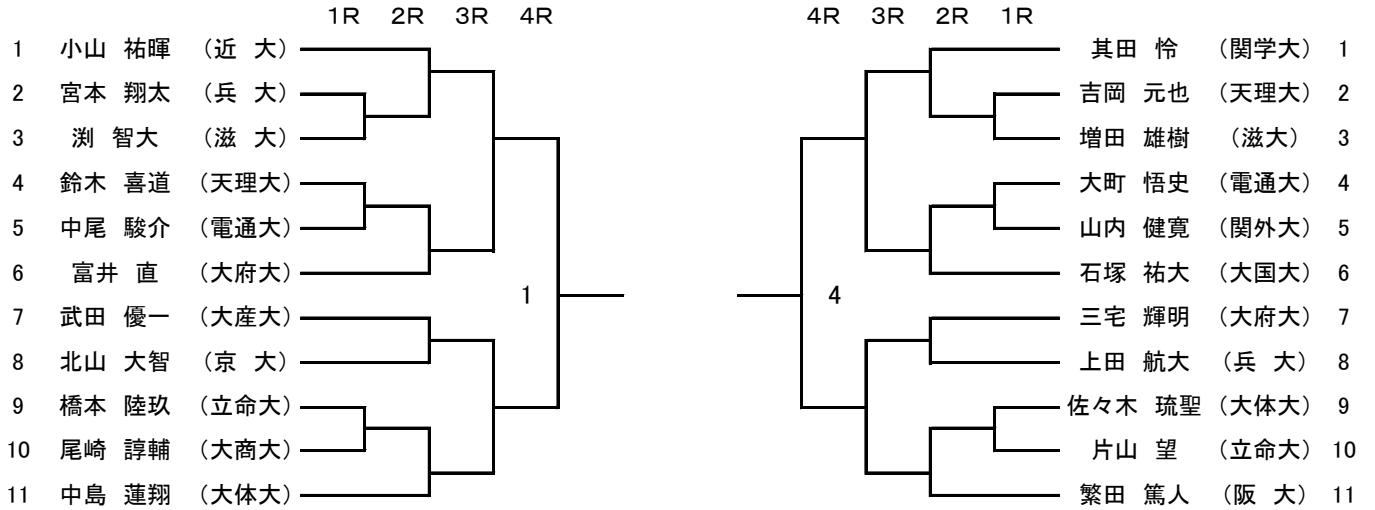 1R 2R 3R 4R 4R 3R 2R 1R
1 小山 祐暉 （近 大） 其田 怜 （関学大） 1
2 宮本 翔太 （兵 大） 吉岡 元也 （天理大） 2
3 渕 智大 （滋 大） 増田 雄樹 （滋大） 3
4 鈴木 喜道 （天理大） 大町 悟史 （電通大） 4
5 中尾 駿介 （電通大） 山内 健寛 （関外大） 5
6 富井 直 （大府大） 石塚 祐大 （大国大） 6
1 4
7 武田 優一 （大産大） 三宅 輝明 （大府大） 7
8 北山 大智 （京 大） 上田 航大 （兵 大） 8
9 橋本 陸玖 （立命大） 佐々木 琉聖 （大体大） 9
10 尾崎 諄輔 （大商大） 片山 望 （立命大） 10
11 中島 蓮翔 （大体大） 繁田 篤人 （阪 大） 11